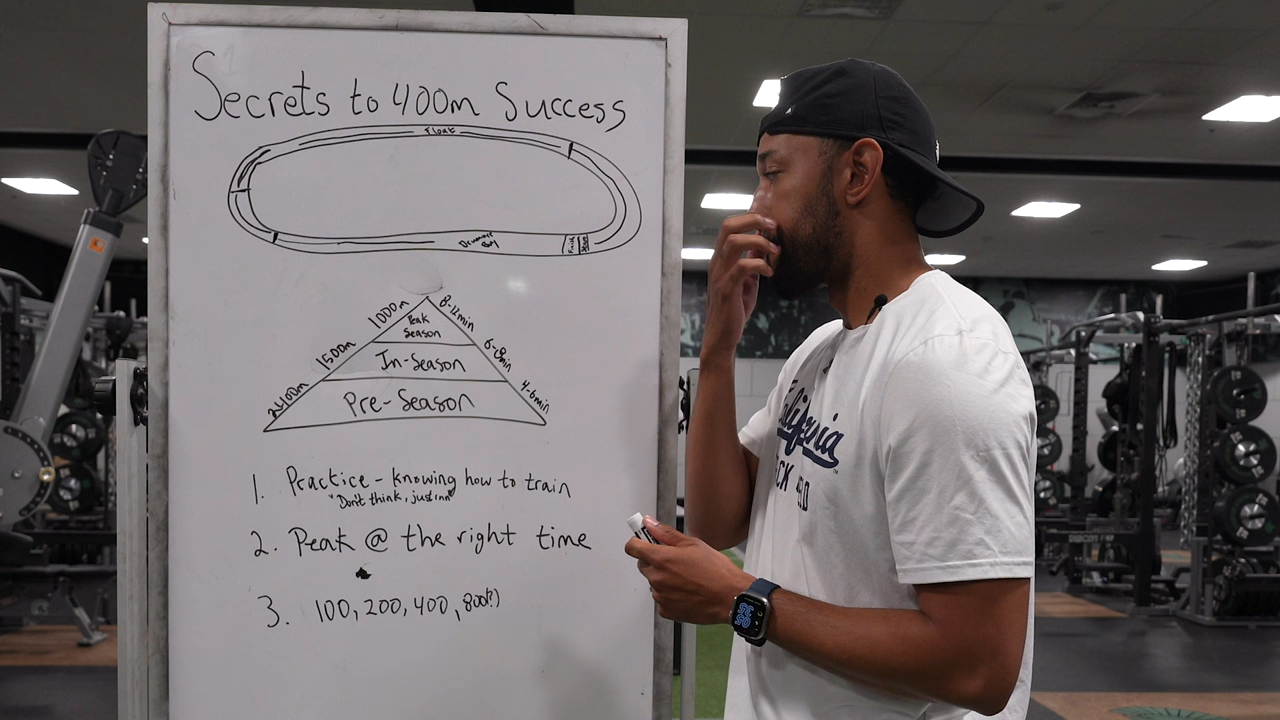 Secrets to 400m Success
Float
1000m
8-12min
Peak
Season
1500m
6-8min
In-Season
2400m
4-6min
Pre-Season
1. Practice - knowing how to train
"Don't think, just run"
2. Peak @ the right time
3. 100, 200, 400, 800(?)
California